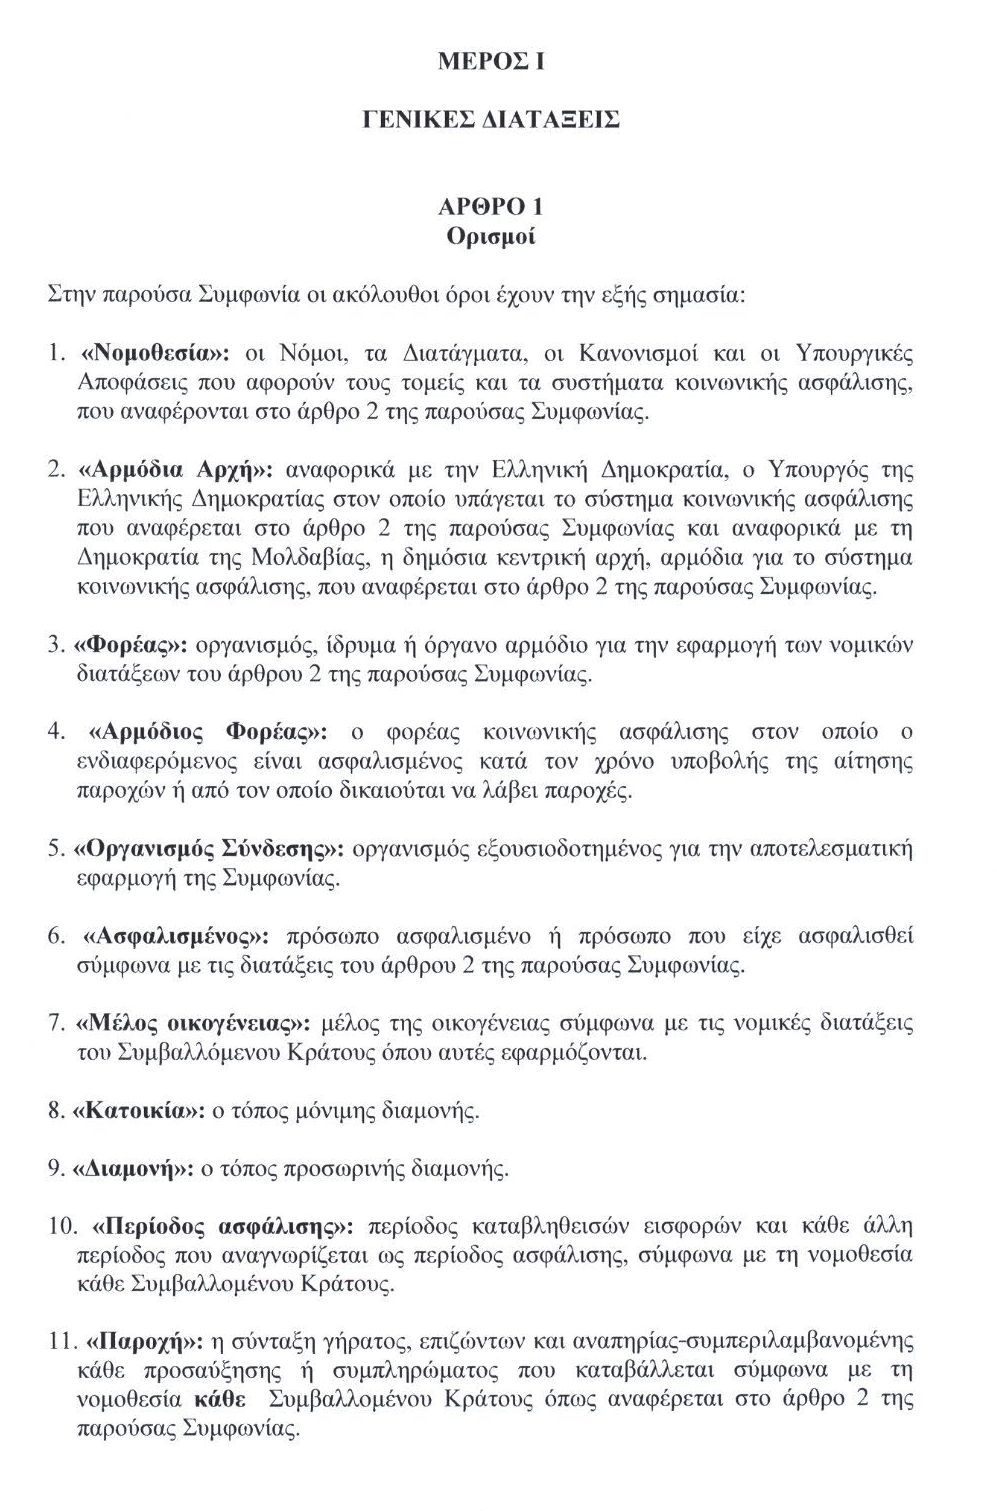 ΜΕΡΟΣ Ι
ΓΕΝΙΚΕΣ ΔΙΑΤΑΞΕΙΣ
ΑΡΘΡΟ 1
Ορισμοί
Στην παρούσα Συμφωνία οι ακόλουθοι όροι έχουν την εξής σημασία:
1. «Νομοθεσία»: οι Νόμοι, τα Διατάγματα, οι Κανονισμοί και οι Υπουργικές
Αποφάσεις που αφορούν τους τομείς και τα συστήματα κοινωνικής ασφάλισης,
που αναφέρονται στο άρθρο 2 της παρούσας Συμφωνίας.
2. «Αρμόδια Αρχή»: αναφορικά με την Ελληνική Δημοκρατία, ο Υπουργός της
Ελληνικής Δημοκρατίας στον οποίο υπάγεται το σύστημα κοινωνικής ασφάλισης
που αναφέρεται στο άρθρο 2 της παρούσας Συμφωνίας και αναφορικά με τη
Δημοκρατία της Μολδαβίας, η δημόσια κεντρική αρχή, αρμόδια για το σύστημα
κοινωνικής ασφάλισης, που αναφέρεται στο άρθρο 2 της παρούσας Συμφωνίας.
3. «Φορέας»: οργανισμός, ίδρυμα ή όργανο αρμόδιο για την εφαρμογή των νομικών
διατάξεων του άρθρου 2 της παρούσας Συμφωνίας.
4. «Αρμόδιος Φορέας»: ο φορέας κοινωνικής ασφάλισης στον οποίο ο
ενδιαφερόμενος είναι ασφαλισμένος κατά τον χρόνο υποβολής της αίτησης
παροχών ή από τον οποίο δικαιούται να λάβει παροχές.
5. «Οργανισμός Σύνδεσης»: οργανισμός εξουσιοδοτημένος για την αποτελεσματική
εφαρμογή της Συμφωνίας.
6. «Ασφαλισμένος»: πρόσωπο ασφαλισμένο ή πρόσωπο που είχε ασφαλισθεί
σύμφωνα με τις διατάξεις του άρθρου 2 της παρούσας Συμφωνίας.
7. «Μέλος οικογένειας»: μέλος της οικογένειας σύμφωνα με τις νομικές διατάξεις
του Συμβαλλόμενου Κράτους όπου αυτές εφαρμόζονται.
8. «Κατοικία»: ο τόπος μόνιμης διαμονής.
9. «Διαμονή»: ο τόπος προσωρινής διαμονής.
10. «Περίοδος ασφάλισης»: περίοδος καταβληθεισών εισφορών και κάθε άλλη
περίοδος που αναγνωρίζεται ως περίοδος ασφάλισης, σύμφωνα με τη νομοθεσία
κάθε Συμβαλλομένου Κράτους.
11. «Παροχή»: η σύνταξη γήρατος, επιζώντων και αναπηρίας-συμπεριλαμβανομένης
κάθε προσαύξησης ή συμπληρώματος που καταβάλλεται σύμφωνα με τη
νομοθεσία κάθε Συμβαλλομένου Κράτους όπως αναφέρεται στο άρθρο 2 της
παρούσας Συμφωνίας.